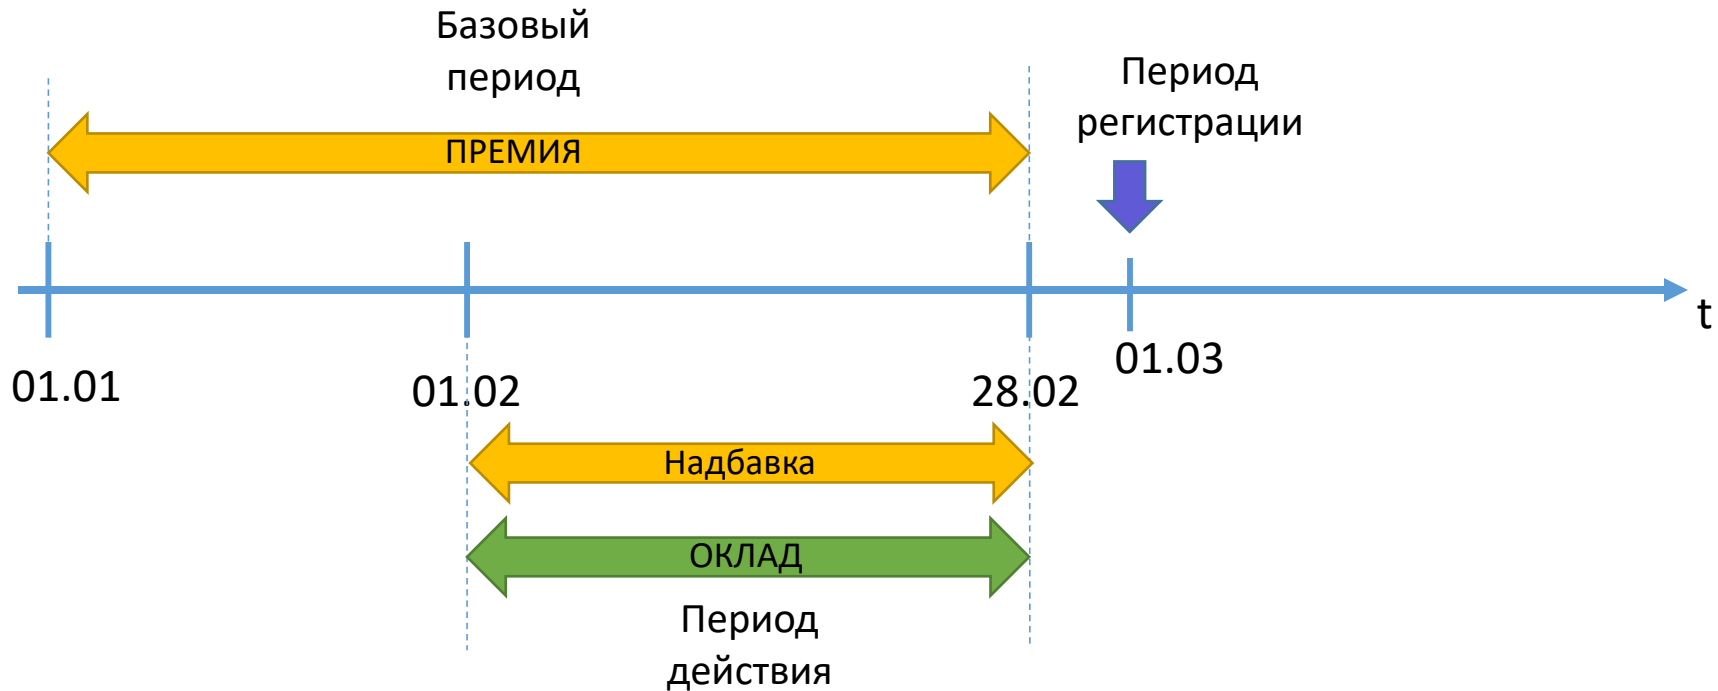 Базовый
период
Период
регистрации
ПРЕМИЯ
t
01.01
01.02
28.02
01.03
Надбавка
ОКЛАД
Период
действия